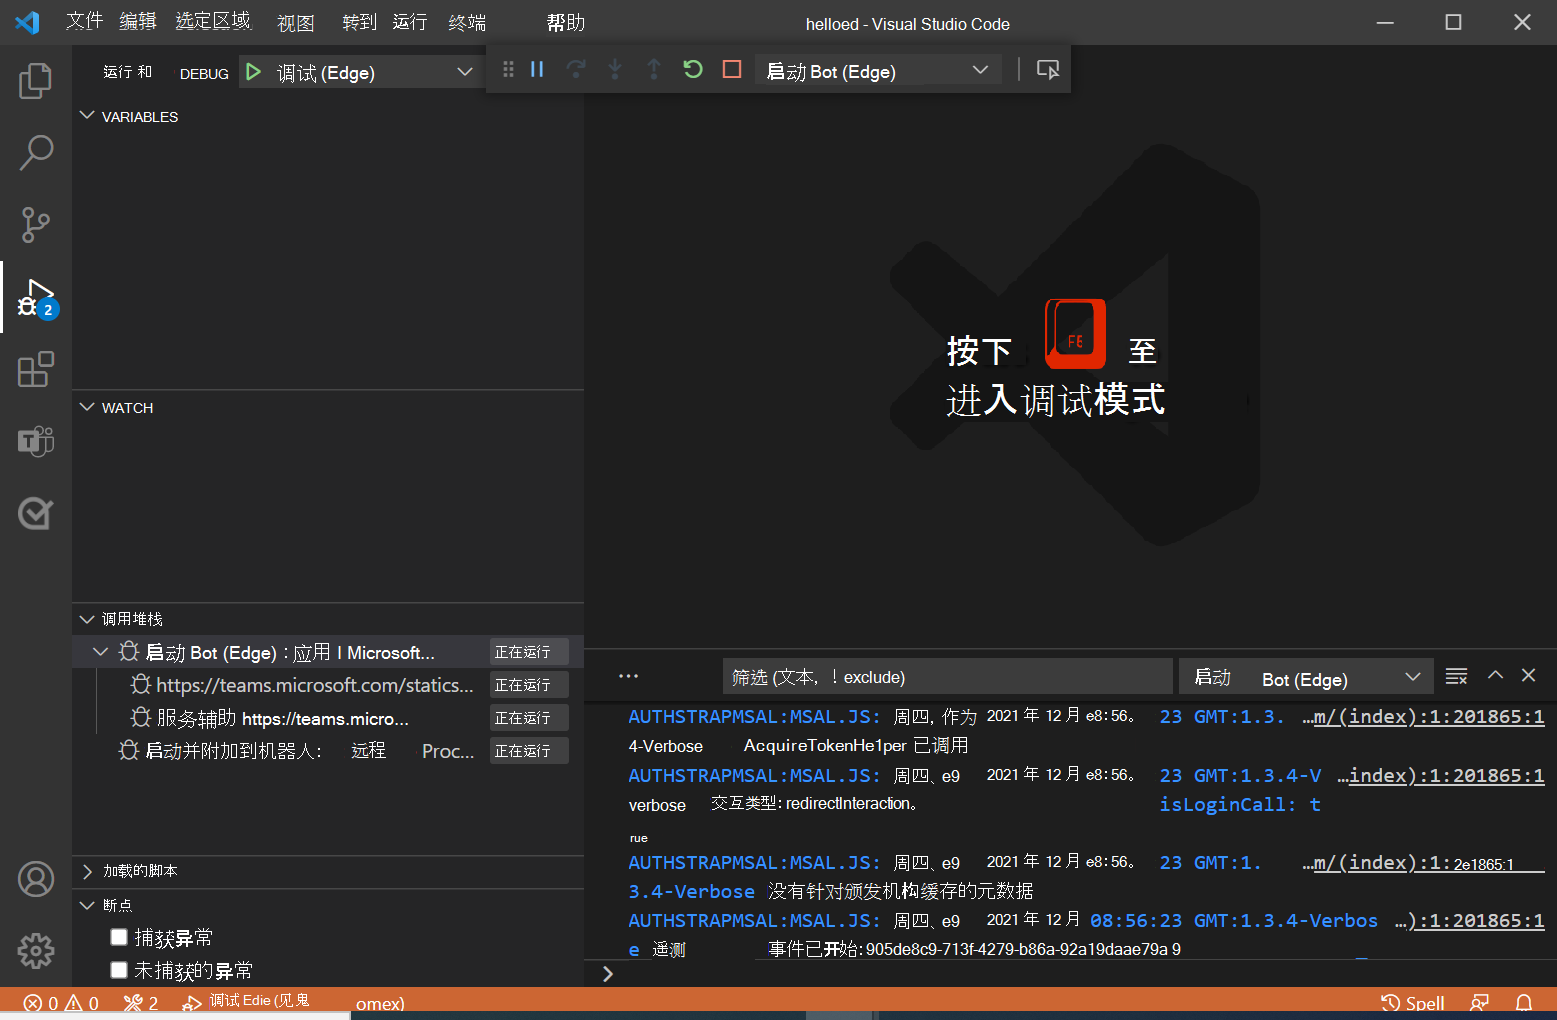 文件 编辑 选定区域 视图 转到 运行 终端 帮助 helloed - Visual Studio Code
运行 和 DEBUG 调试 (Edge) 启动 Bot (Edge)
VARIABLES
2
按下 至
进入调试模式
WATCH
调用堆栈
启动 Bot (Edge)：应用 I Microsoft... 正在运行
https://teams.microsoft.com/statics... 正在运行
服务辅助 https://teams.micro... 正在运行
启动并附加到机器人： 远程 Proc... 正在运行
加载的脚本
断点
捕获异常
未捕获的异常
... 筛选 (文本，！exclude) 启动 Bot (Edge)
AUTHSTRAPMSAL:MSAL.JS: 周四, 作为 2021 年 12 月 e8:56。 23 GMT:1.3. …m/(index):1:201865:1
4-Verbose AcquireTokenHe1per 已调用
AUTHSTRAPMSAL:MSAL.JS: 周四、e9 2021 年 12 月 e8:56。 23 GMT:1.3.4-V …index):1:201865:1
verbose 交互类型: redirectInteraction。 isLoginCall: t
rue
AUTHSTRAPMSAL:MSAL.JS: 周四、e9 2021 年 12 月 e8:56。 23 GMT:1. …m/(index):1: 2e1865:1
3.4-Verbose 没有针对颁发机构缓存的元数据
AUTHSTRAPMSAL:MSAL.JS: 周四、e9 2021 年 12 月 08:56:23 GMT:1.3.4-Verbos …):1:201865:1
e 遥测 事件已开始: 905de8c9-713f-4279-b86a-92a19daae79a 9
0 0 2 调试 Edie (见鬼 omex) Spell